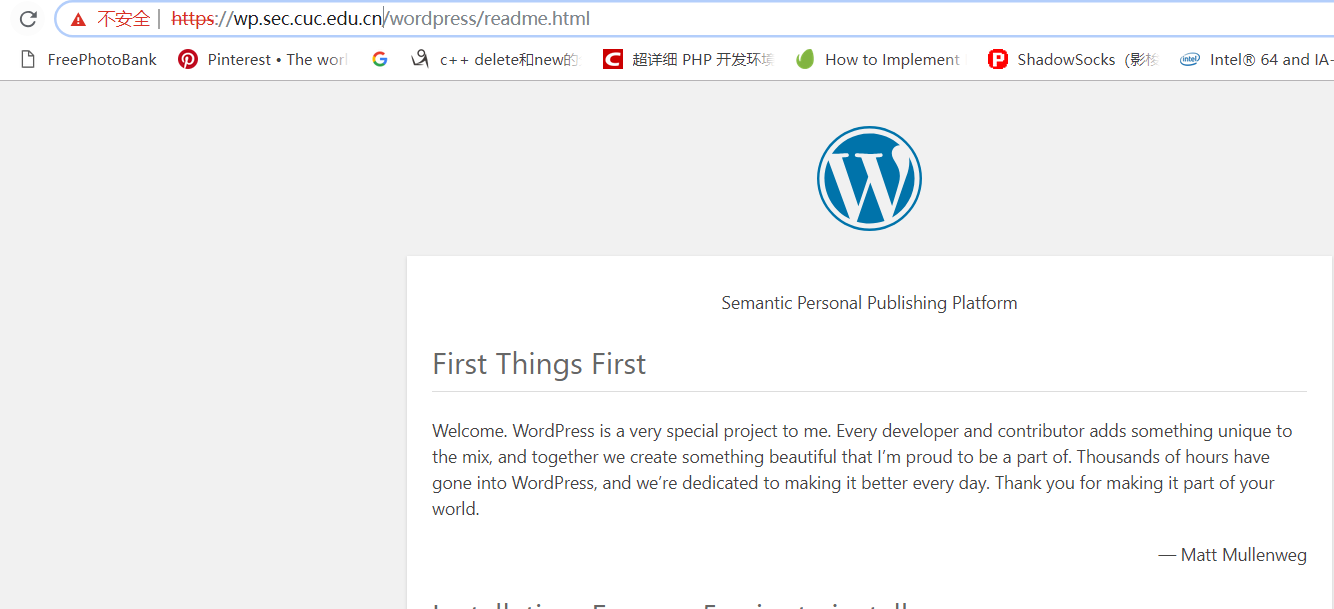 不安全 | https://wp.sec.cuc.edu.cn/wordpress/readme.html
FreePhotoBank Pinterest • The worl c++ delete和new的 超详细 PHP 开发环境 How to Implement ShadowSocks（影梭 Intel® 64 and IA-
Semantic Personal Publishing Platform
First Things First
Welcome. WordPress is a very special project to me. Every developer and contributor adds something unique to
the mix, and together we create something beautiful that I’m proud to be a part of. Thousands of hours have
gone into WordPress, and we’re dedicated to making it better every day. Thank you for making it part of your
world.
— Matt Mullenweg